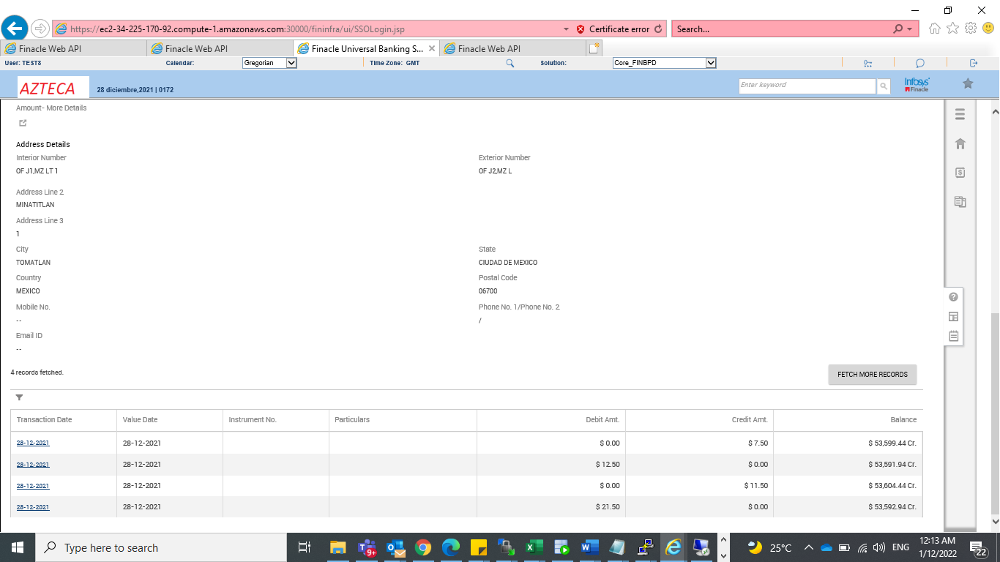 https://ec2-34-225-170-92.compute-1.amazonaws.com:30000/fininfra/ui/SSOLogin.jsp Certificate error Search...
Finacle Web API Finacle Web API Finacle Universal Banking S... Finacle Web API
User: TEST8 Calendar: Gregorian Time Zone: GMT Solution: Core_FINBPD
AZTECA 28 diciembre,2021 | 0172 Enter keyword Infosys Finacle
Amount- More Details
Address Details
Interior Number Exterior Number
OF J1,MZ LT 1 OF J2,MZ L
Address Line 2
MINATITLAN
Address Line 3
1
City State
TOMATLAN CIUDAD DE MEXICO
Country Postal Code
MEXICO 06700
Mobile No. Phone No. 1/Phone No. 2
-- /
Email ID
--
4 records fetched. FETCH MORE RECORDS
Transaction Date Value Date Instrument No. Particulars Debit Amt. Credit Amt. Balance
28-12-2021 28-12-2021 $ 0.00 $ 7.50 $ 53,599.44 Cr.
28-12-2021 28-12-2021 $ 12.50 $ 0.00 $ 53,591.94 Cr.
28-12-2021 28-12-2021 $ 0.00 $ 11.50 $ 53,604.44 Cr.
28-12-2021 28-12-2021 $ 21.50 $ 0.00 $ 53,592.94 Cr.
Type here to search 9+ 25°C ENG 12:13 AM
1/12/2022 22